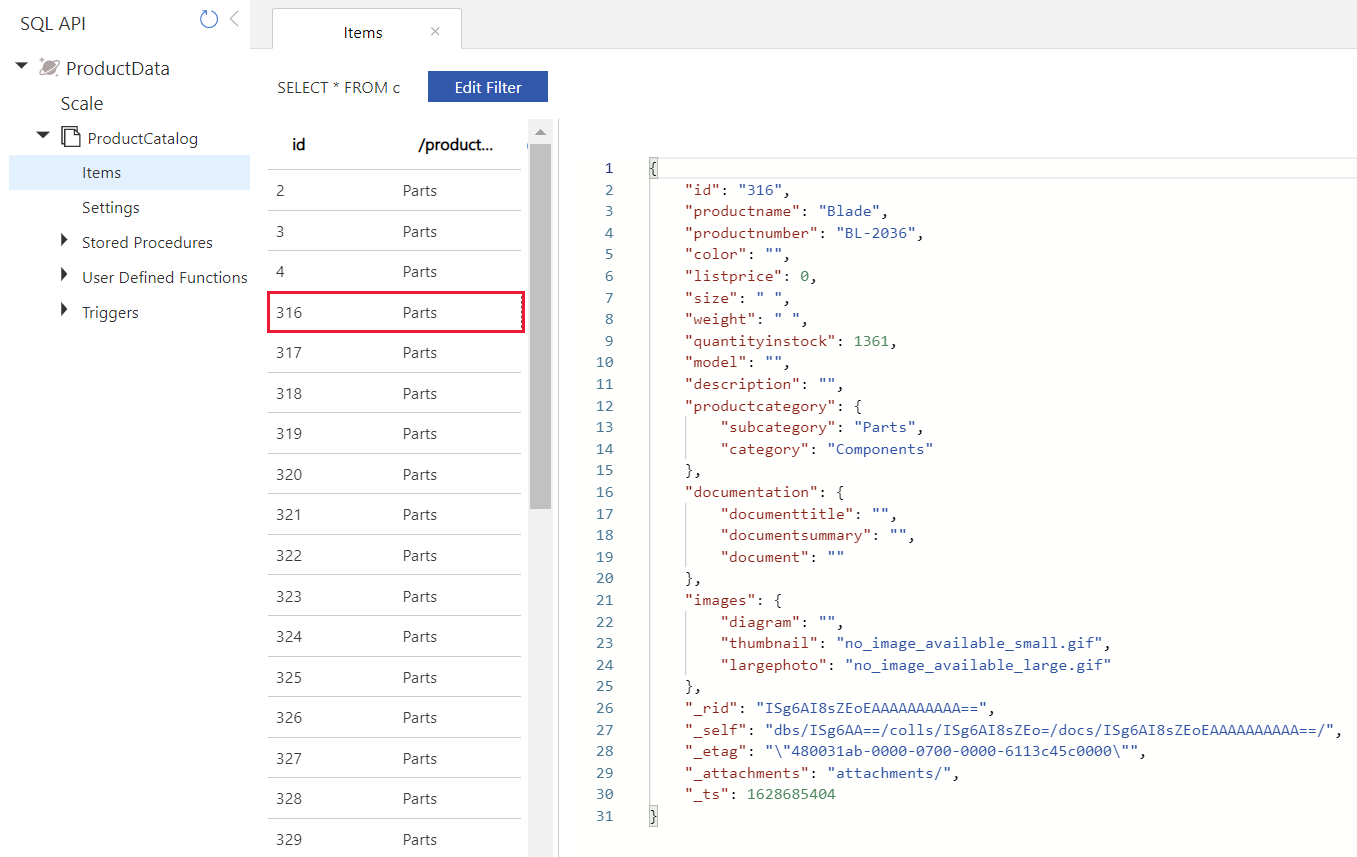 SQL API
ProductData
Scale
ProductCatalog
Items
Settings
Stored Procedures
User Defined Functions
Triggers
Items
SELECT * FROM c
Edit Filter
id /product...
2 Parts
3 Parts
4 Parts
316 Parts
317 Parts
318 Parts
319 Parts
320 Parts
321 Parts
322 Parts
323 Parts
324 Parts
325 Parts
326 Parts
327 Parts
328 Parts
329 Parts
1 {
2 "id": "316",
3 "productname": "Blade",
4 "productnumber": "BL-2036",
5 "color": "",
6 "listprice": 0,
7 "size": " ",
8 "weight": " ",
9 "quantityinstock": 1361,
10 "model": "",
11 "description": "",
12 "productcategory": {
13 "subcategory": "Parts",
14 "category": "Components"
15 },
16 "documentation": {
17 "documenttitle": "",
18 "documentsummary": "",
19 "document": ""
20 },
21 "images": {
22 "diagram": "",
23 "thumbnail": "no_image_available_small.gif",
24 "largephoto": "no_image_available_large.gif"
25 },
26 "_rid": "ISg6AI8sZEoEAAAAAAAAAA==",
27 "_self": "dbs/ISg6AA==/colls/ISg6AI8sZEo=/docs/ISg6AI8sZEoEAAAAAAAAAA==/",
28 "_etag": "\"480031ab-0000-0700-0000-6113c45c0000\"",
29 "_attachments": "attachments/",
30 "_ts": 1628685404
31 }